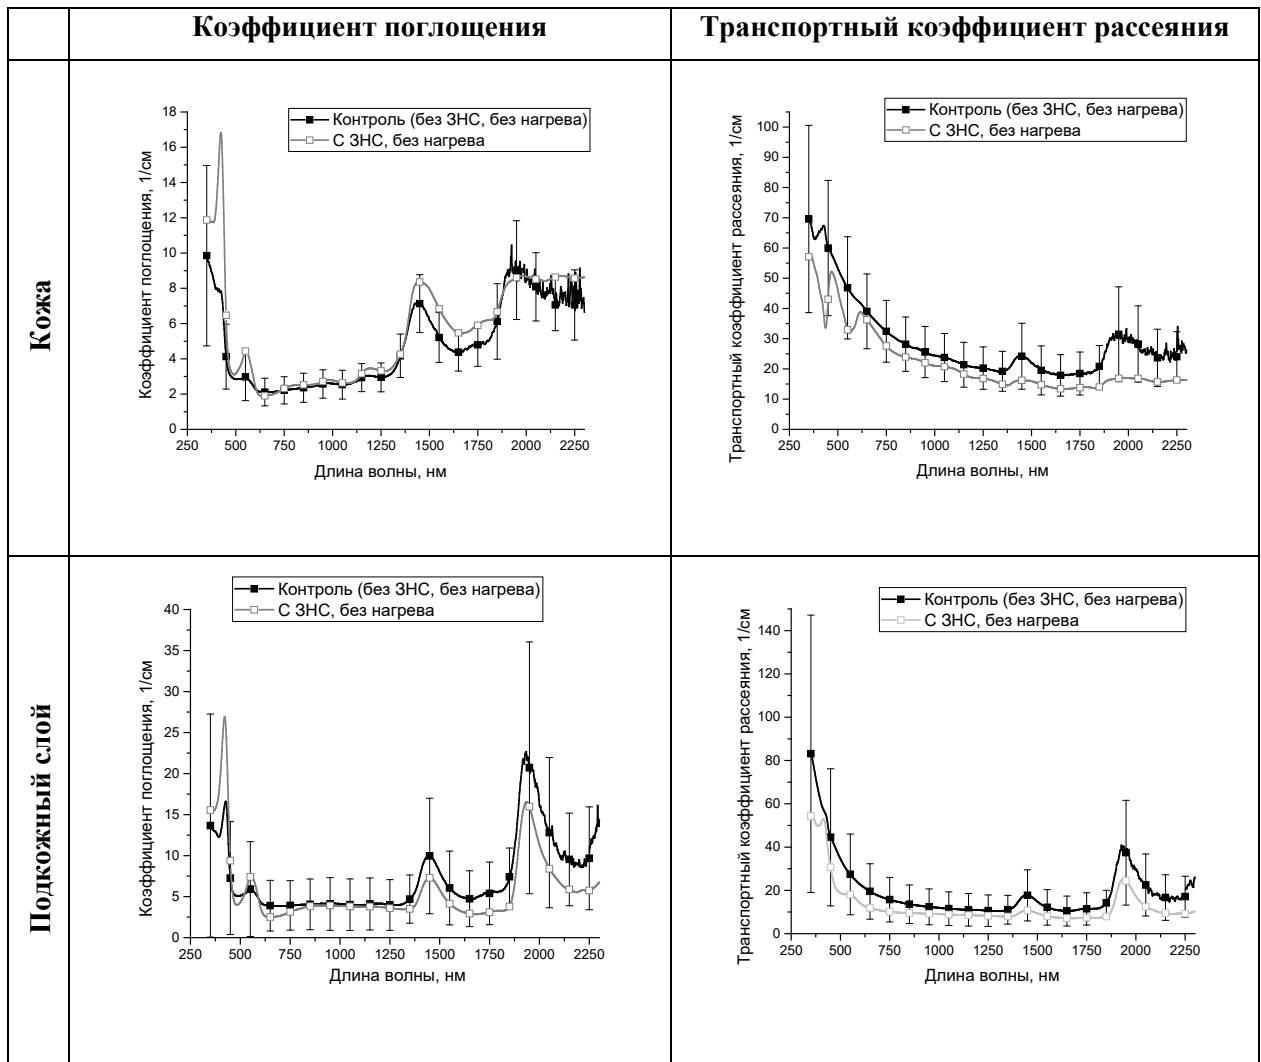 Коэффициент поглощения
Транспортный коэффициент рассеяния
Кожа
Контроль (без ЗНС, без нагрева)
С ЗНС, без нагрева
Коэффициент поглощения, 1/см
18
16
14
12
10
8
6
4
2
0
250 500 750 1000 1250 1500 1750 2000 2250
Длина волны, нм
Контроль (без ЗНС, без нагрева)
С ЗНС, без нагрева
Транспортный коэффициент рассеяния, 1/см
100
90
80
70
60
50
40
30
20
10
0
250 500 750 1000 1250 1500 1750 2000 2250
Длина волны, нм
Подкожный слой
Контроль (без ЗНС, без нагрева)
С ЗНС, без нагрева
Коэффициент поглощения, 1/см
40
35
30
25
20
15
10
5
0
250 500 750 1000 1250 1500 1750 2000 2250
Длина волны, нм
Контроль (без ЗНС, без нагрева)
С ЗНС, без нагрева
Транспортный коэффициент рассеяния, 1/см
140
120
100
80
60
40
20
0
250 500 750 1000 1250 1500 1750 2000 2250
Длина волны, нм